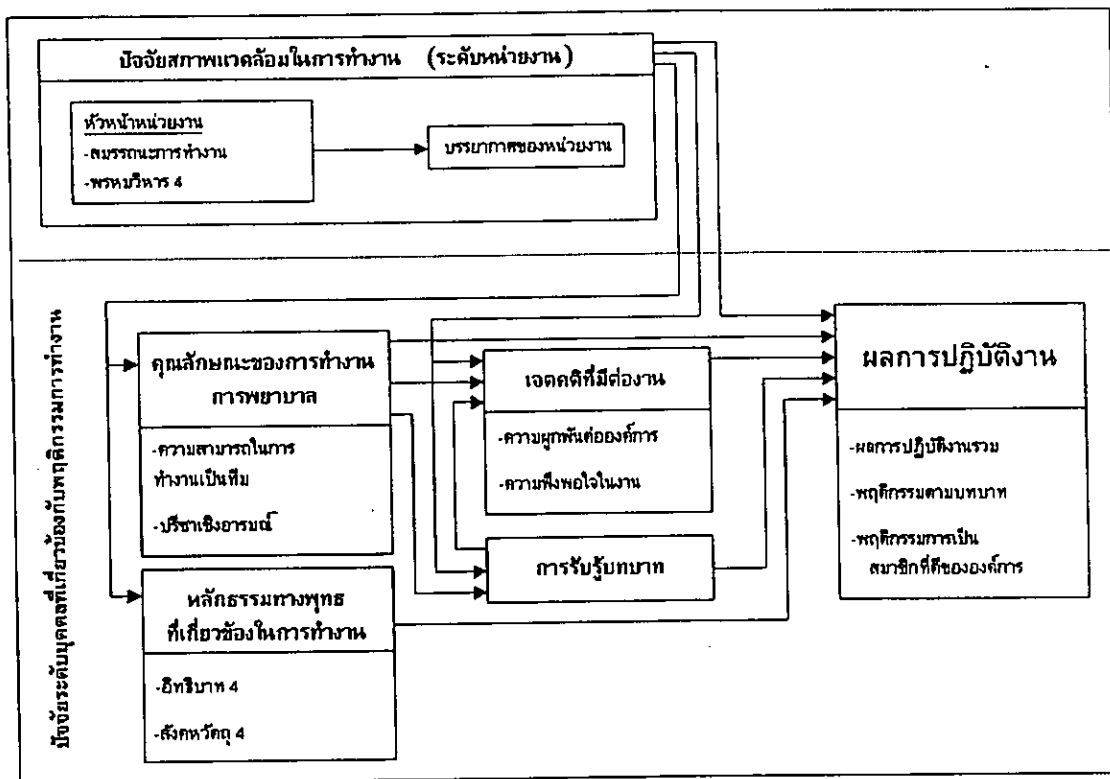 ปัจจัยสภาพแวดล้อมในการทำงาน (ระดับหน่วยงาน)
หัวหน้าหน่วยงาน
-สมรรถนะการทำงาน
-พรหมวิหาร 4
บรรยากาศของหน่วยงาน
ปัจจัยระดับบุคคลที่เกี่ยวข้องกับพฤติกรรมการทำงาน
คุณลักษณะของการทำงาน
การพยาบาล
-ความสามารถในการ
ทำงานเป็นทีม
-ปรีชาเชิงอารมณ์
หลักธรรมทางพุทธ
ที่เกี่ยวข้องในการทำงาน
-อิทธิบาท 4
-สังคหวัตถุ 4
เจตคติที่มีต่องาน
-ความผูกพันต่อองค์การ
-ความพึงพอใจในงาน
การรับรู้บทบาท
ผลการปฏิบัติงาน
-ผลการปฏิบัติงานรวม
-พฤติกรรมตามบทบาท
-พฤติกรรมการเป็น
สมาชิกที่ดีขององค์การ